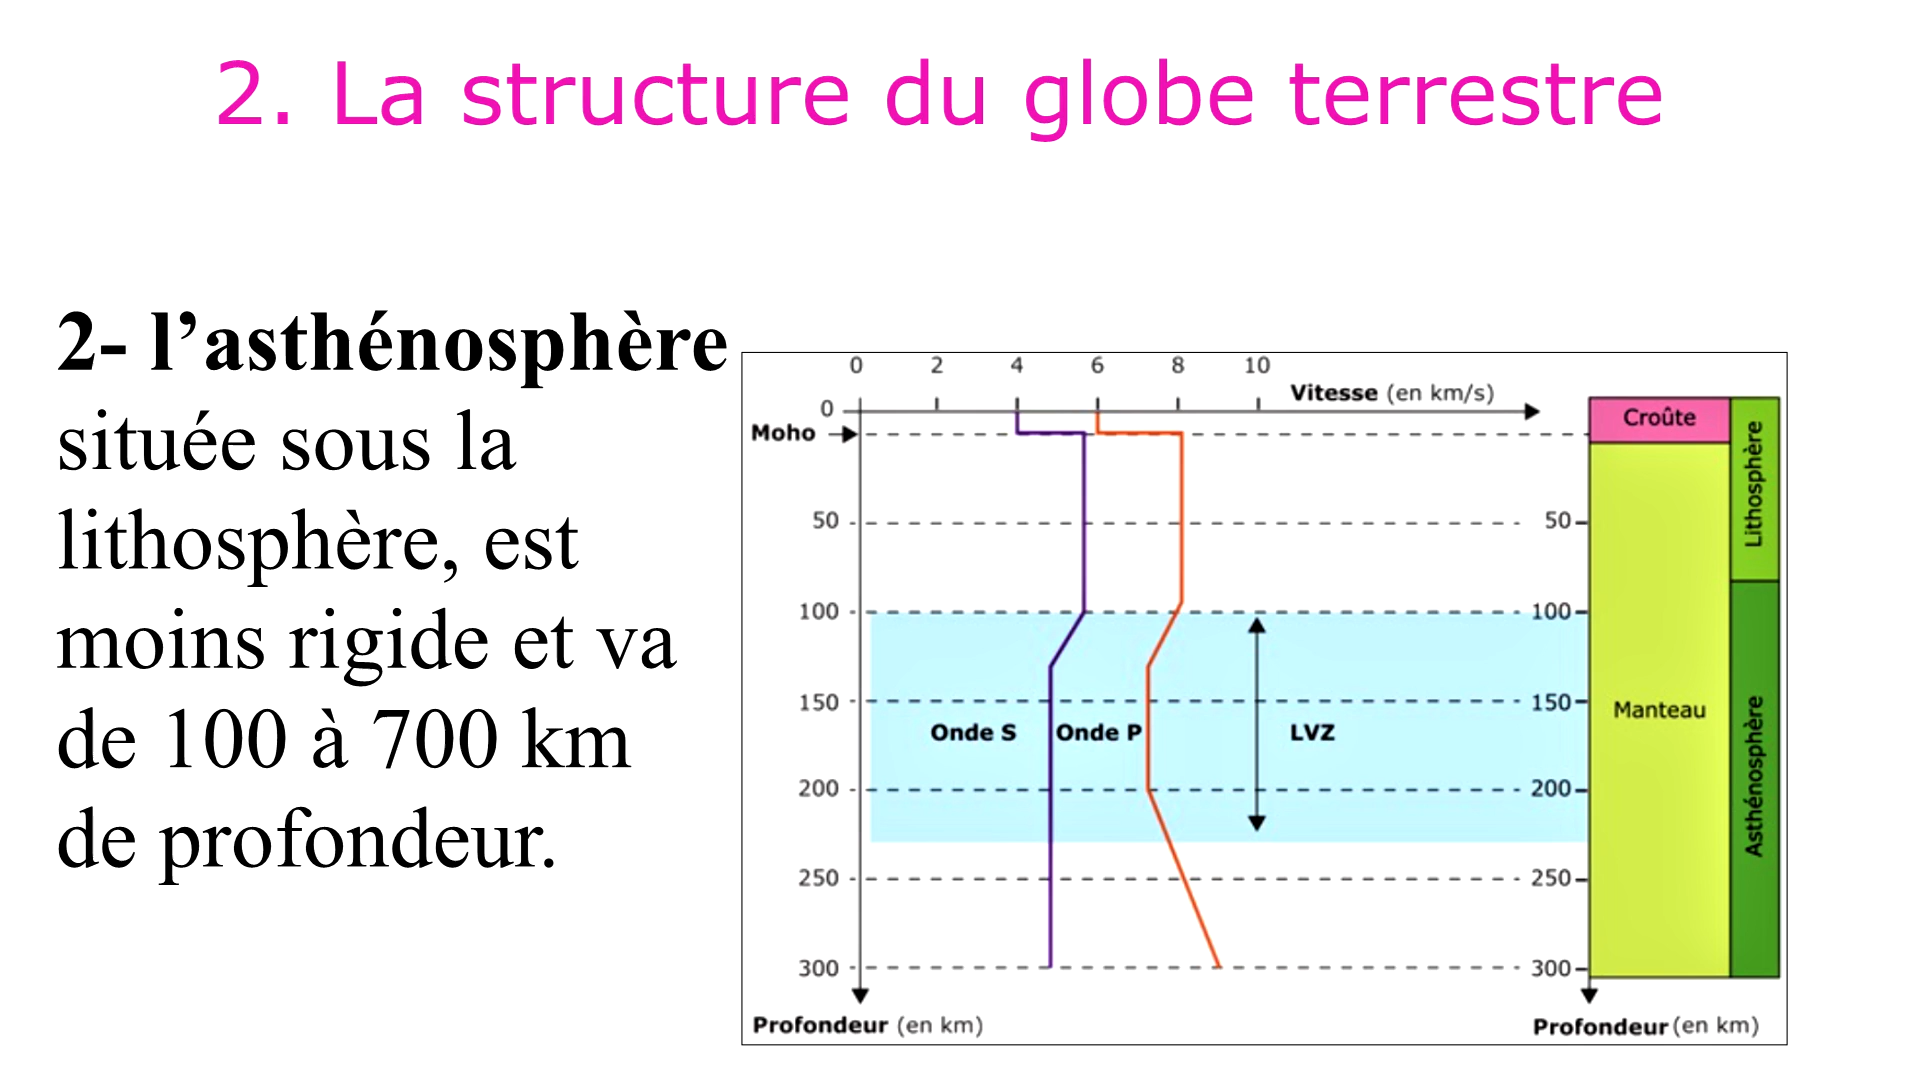 2. La structure du globe terrestre
2- l’asthénosphère
située sous la
lithosphère, est
moins rigide et va
de 100 à 700 km
de profondeur.
0 2 4 6 8 10
Vitesse (en km/s)
0
Moho
50
100
150
200
250
300
Onde S
Onde P
LVZ
Profondeur (en km)
50
100
150
200
250
300
Croûte
Manteau
Lithosphère
Asthénosphère
Profondeur (en km)